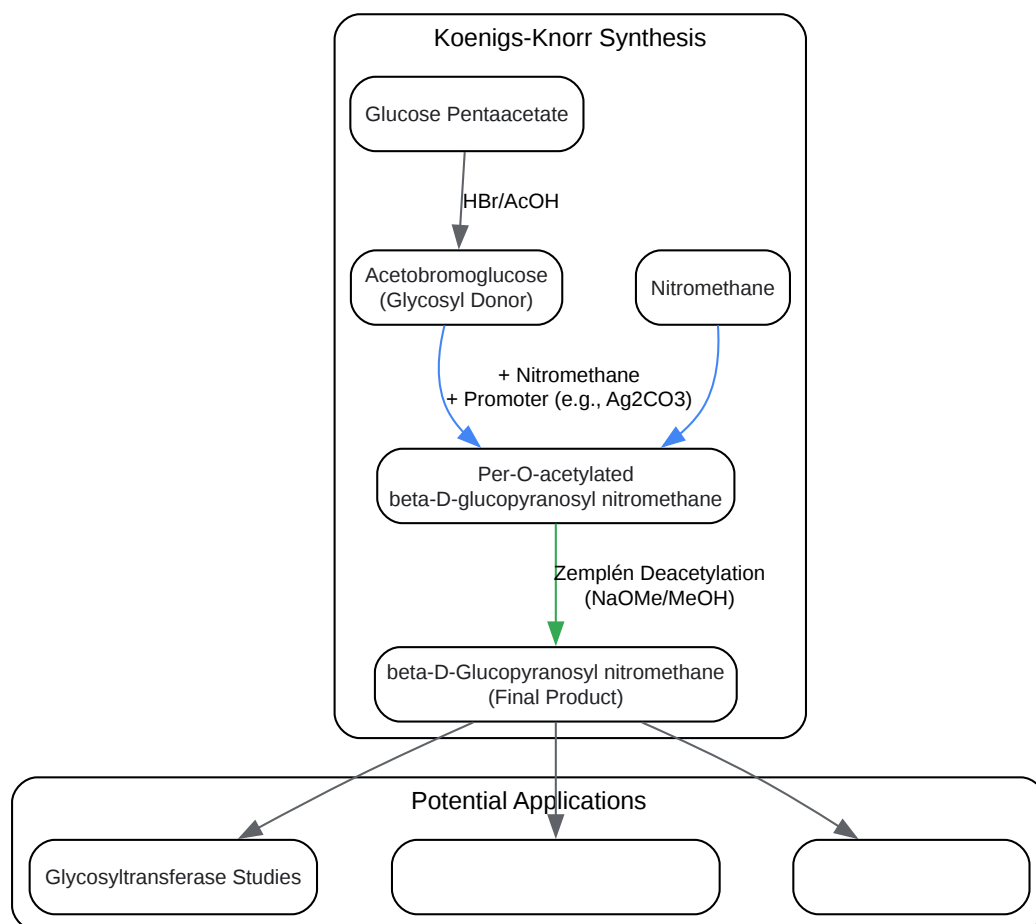 Koenigs-Knorr Synthesis
Glucose Pentaacetate
HBr/AcOH
Acetobromoglucose
(Glycosyl Donor)
Nitromethane
+ Nitromethane
+ Promoter (e.g., Ag2CO3)
Per-O-acetylated
beta-D-glucopyranosyl nitromethane
Zemplén Deacetylation
(NaOMe/MeOH)
beta-D-Glucopyranosyl nitromethane
(Final Product)
Potential Applications
Glycosyltransferase Studies